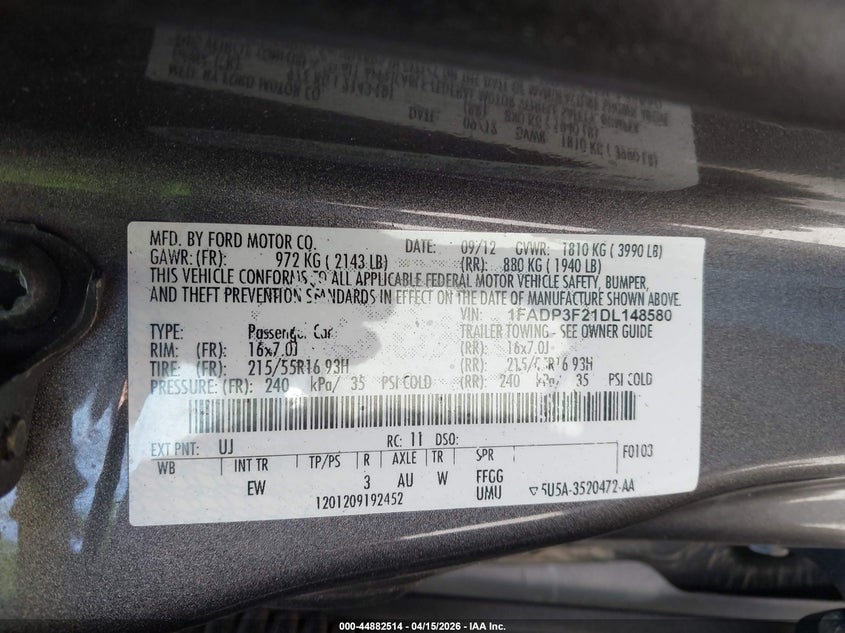 MFD. BY FORD MOTOR CO. DATE: 09/12 GVWR: 1810 KG ( 3990 LB)
GAWR: (FR): 972 KG ( 2143 LB) (RR): 880 KG ( 1940 LB)
THIS VEHICLE CONFORMS TO ALL APPLICABLE FEDERAL MOTOR VEHICLE SAFETY, BUMPER,
AND THEFT PREVENTION STANDARDS IN EFFECT ON THE DATE OF MANUFACTURE SHOWN ABOVE.
VIN: 1FADP3F21DL148580
TYPE: Passenger Car TRAILER TOWING - SEE OWNER GUIDE
RIM: (FR): 16x7.0J (RR): 16x7.0J
TIRE: (FR): 215/55R16 93H (RR): 215/55R16 93H
PRESSURE: (FR): 240 kPa/ 35 PSI COLD (RR): 240 kPa/ 35 PSI COLD
EXT PNT: UJ RC: 11 DSO: F0103
WB INT TR TP/PS R AXLE TR SPR
EW 3 AU W FFGG
UMU
1201209192452 ▽5U5A-3520472-AA
000-44882514 - 04/15/2026 - IAA Inc.